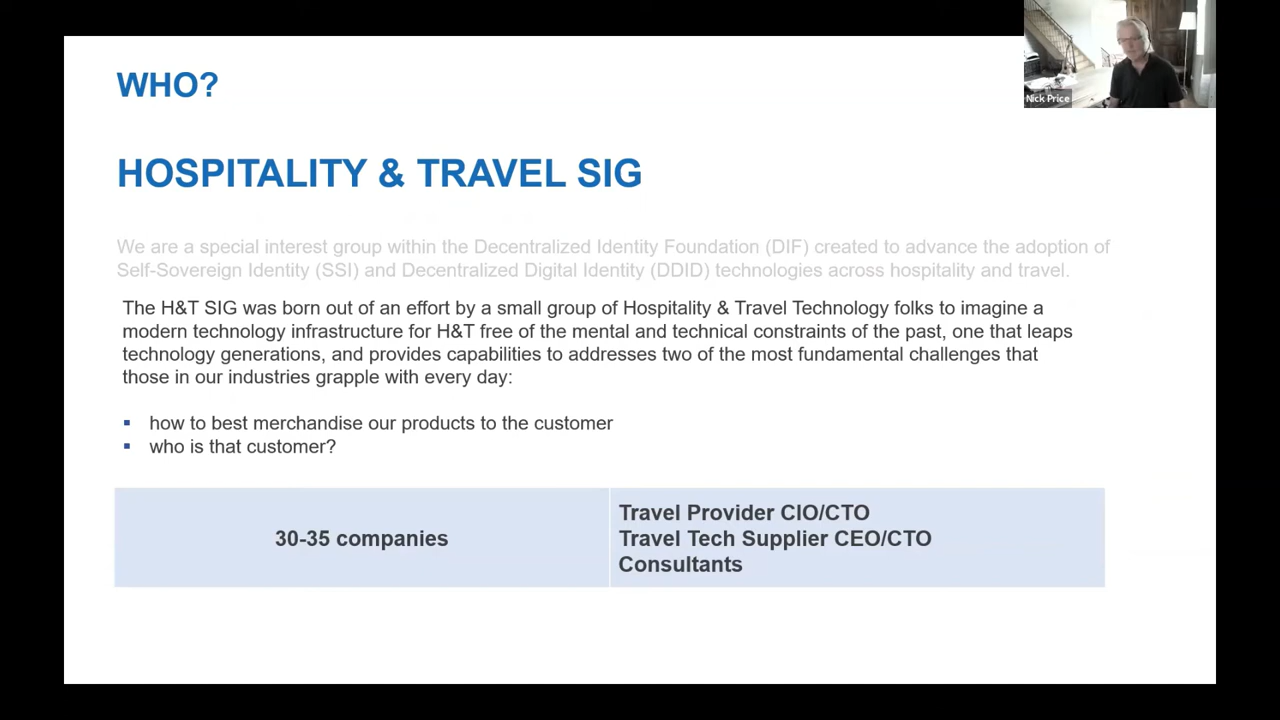 WHO?
Nick Price
HOSPITALITY & TRAVEL SIG
We are a special interest group within the Decentralized Identity Foundation (DIF) created to advance the adoption of
Self-Sovereign Identity (SSI) and Decentralized Digital Identity (DDID) technologies across hospitality and travel.
The H&T SIG was born out of an effort by a small group of Hospitality & Travel Technology folks to imagine a
modern technology infrastructure for H&T free of the mental and technical constraints of the past, one that leaps
technology generations, and provides capabilities to addresses two of the most fundamental challenges that
those in our industries grapple with every day:
▪ how to best merchandise our products to the customer
▪ who is that customer?
30-35 companies
Travel Provider CIO/CTO
Travel Tech Supplier CEO/CTO
Consultants